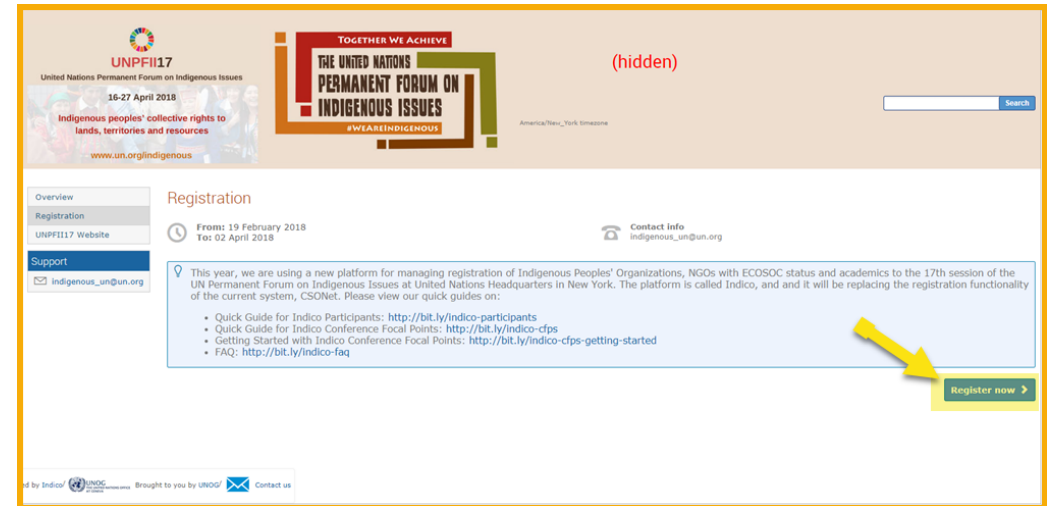 UNPFII17
United Nations Permanent Forum on Indigenous Issues
16-27 April 2018
Indigenous peoples' collective rights to
lands, territories and resources
www.un.org/indigenous
TOGETHER WE ACHIEVE
THE UNITED NATIONS
PERMANENT FORUM ON
INDIGENOUS ISSUES
#WEAREINDIGENOUS
(hidden)
America/New_York timezone
Search
Overview
Registration
UNPFII17 Website
Support
indigenous_un@un.org
Registration
From: 19 February 2018
To: 02 April 2018
Contact info
indigenous_un@un.org
This year, we are using a new platform for managing registration of Indigenous Peoples' Organizations, NGOs with ECOSOC status and academics to the 17th session of the
UN Permanent Forum on Indigenous Issues at United Nations Headquarters in New York. The platform is called Indico, and and it will be replacing the registration functionality
of the current system, CSONet. Please view our quick guides on:
• Quick Guide for Indico Participants: http://bit.ly/indico-participants
• Quick Guide for Indico Conference Focal Points: http://bit.ly/indico-cfps
• Getting Started with Indico Conference Focal Points: http://bit.ly/indico-cfps-getting-started
• FAQ: http://bit.ly/indico-faq
Register now
d by Indico/ UNOG Brought to you by UNOG/ Contact us